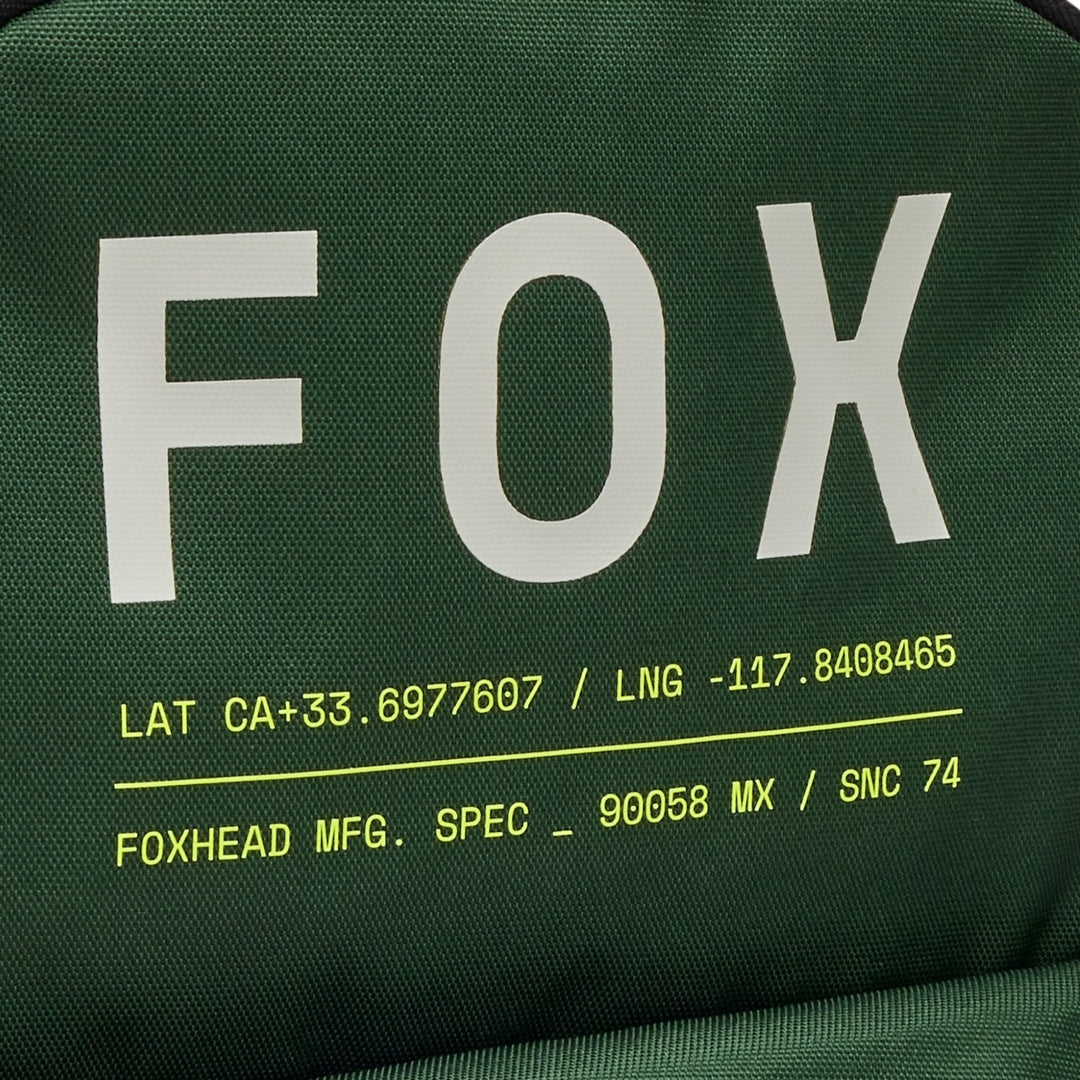 FOX
LAT CA+33.6977607 / LNG -117.8408465
FOXHEAD MFG. SPEC _ 90058 MX / SNC 74